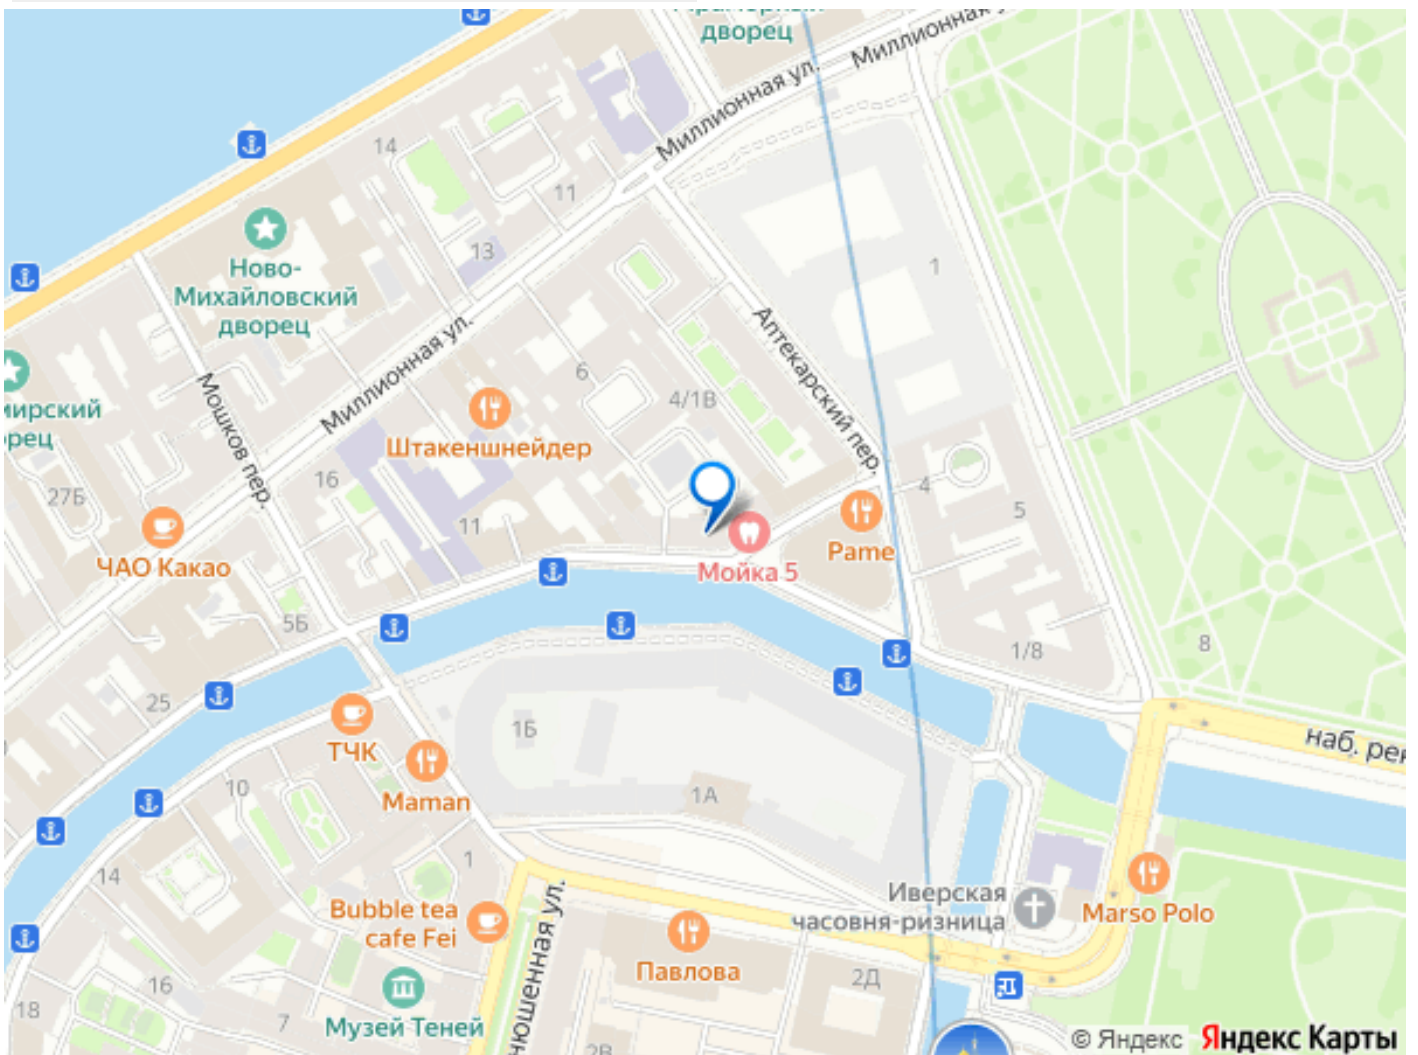 дворец
Миллионная
Миллионная ул.
14
11
13
Ново-
Михайловский
дворец
1
Аптекарский пер.
Миллионная ул.
6
4/1В
Мошков пер.
Штакеншнейдер
16
27Б
ЧАО Какао
11
4
5
Pame
Мойка 5
5Б
1/8
8
25
1Б
ТЧК
наб.
10
Maman
1А
1
14
Иверская
часовня-ризница
Marso Polo
Bubble tea
cafe Fei
Павлова
2Д
16
18
7
Музей Теней
2В
© Яндекс Яндекс Карты